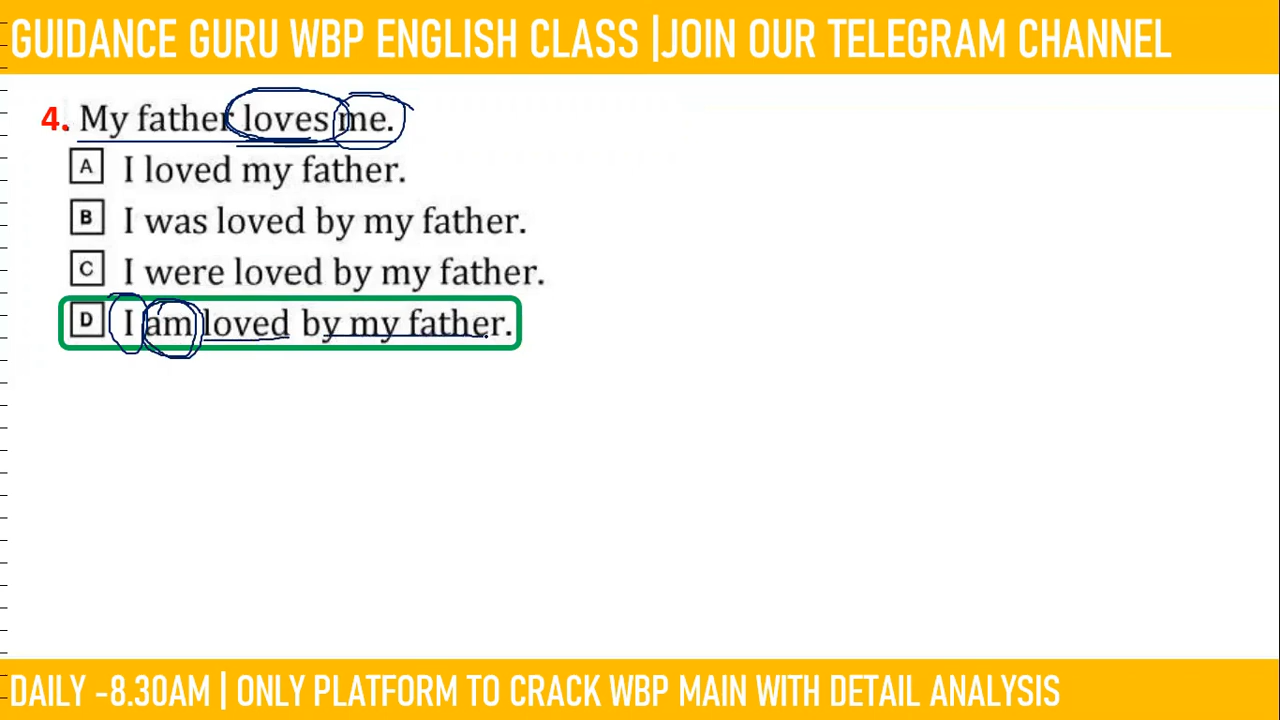 GUIDANCE GURU WBP ENGLISH CLASS |JOIN OUR TELEGRAM CHANNEL
4. My father loves me.
A I loved my father.
B I was loved by my father.
C I were loved by my father.
D I am loved by my father.
DAILY -8.30AM | ONLY PLATFORM TO CRACK WBP MAIN WITH DETAIL ANALYSIS